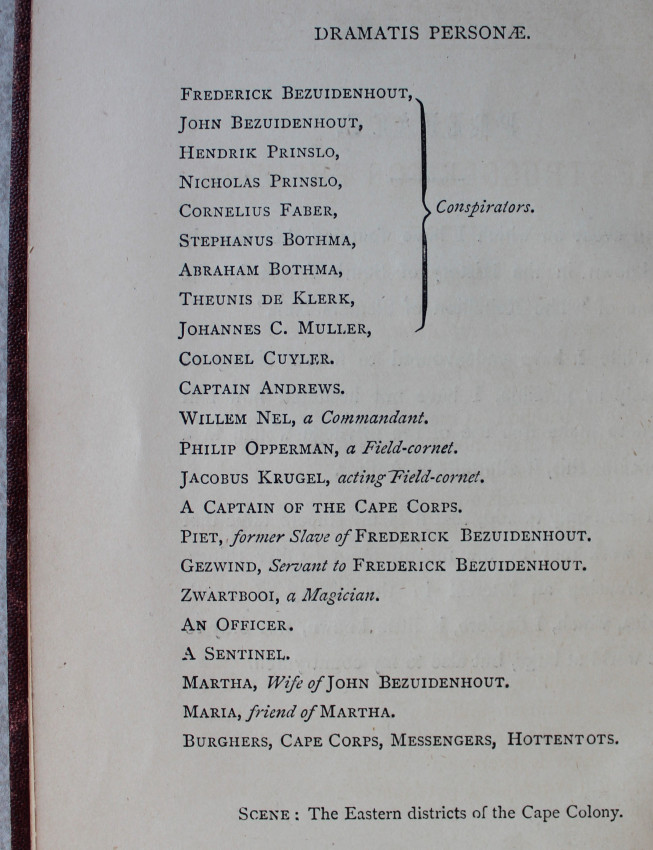 DRAMATIS PERSONÆ.
FREDERICK BEZUIDENHOUT,
JOHN BEZUIDENHOUT,
HENDRIK PRINSLO,
NICHOLAS PRINSLO,
CORNELIUS FABER,
Conspirators.
STEPHANUS BOTHMA,
ABRAHAM BOTHMA,
THEUNIS DE KLERK,
JOHANNES C. MULLER,
COLONEL CUYLER.
CAPTAIN ANDREWS.
WILLEM NEL, a Commandant.
PHILIP OPPERMAN, a Field-cornet.
JACOBUS KRUGEL, acting Field-cornet.
A CAPTAIN OF THE CAPE CORPS.
PIET, former Slave of FREDERICK BEZUIDENHOUT.
GEZWIND, Servant to FREDERICK BEZUIDENHOUT.
ZWARTBOOI, a Magician.
AN OFFICER.
A SENTINEL.
MARTHA, Wife of JOHN BEZUIDENHOUT.
MARIA, friend of MARTHA.
BURGHERS, CAPE CORPS, MESSENGERS, HOTTENTOTS.
SCENE: The Eastern districts of the Cape Colony.